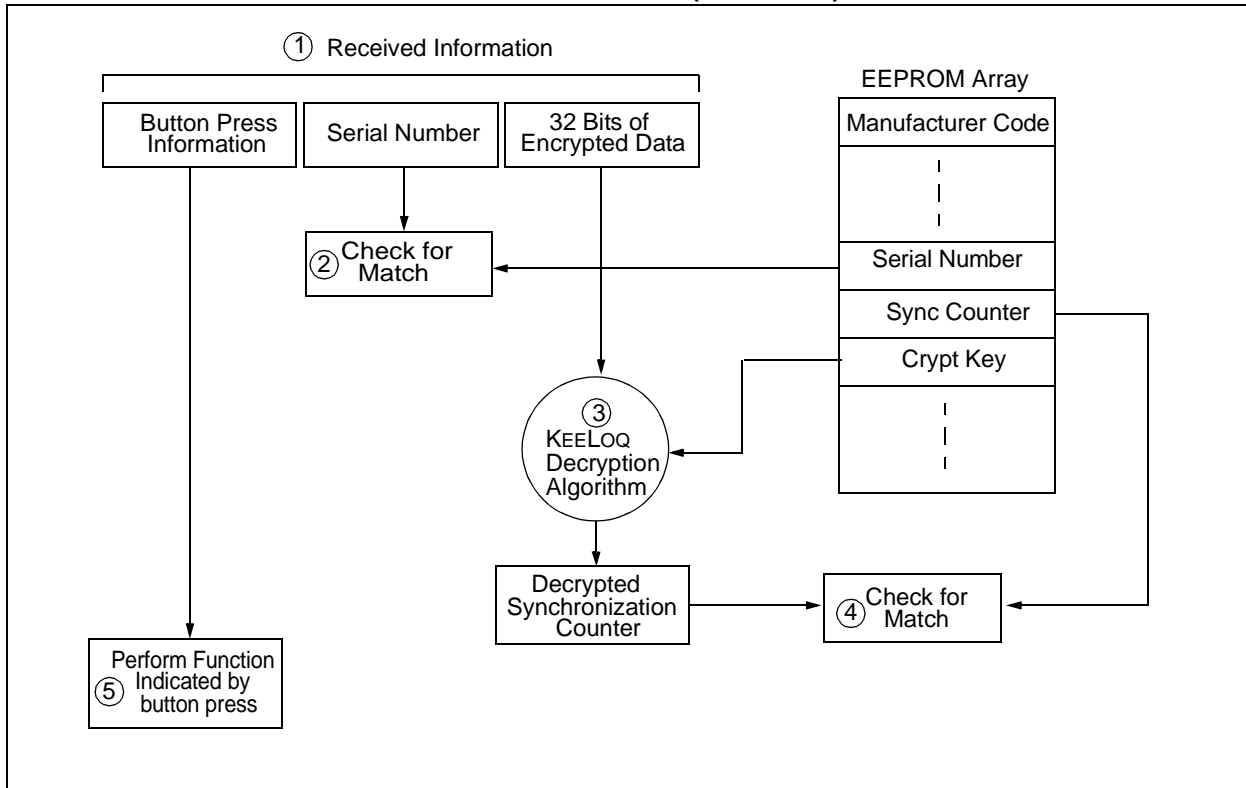 ① Received Information
EEPROM Array
Button Press
Information
Serial Number
32 Bits of
Encrypted Data
Manufacturer Code
② Check for
Match
Serial Number
Sync Counter
Crypt Key
③
KEELOQ
Decryption
Algorithm
Decrypted
Synchronization
Counter
④ Check for
Match
Perform Function
⑤ Indicated by
button press